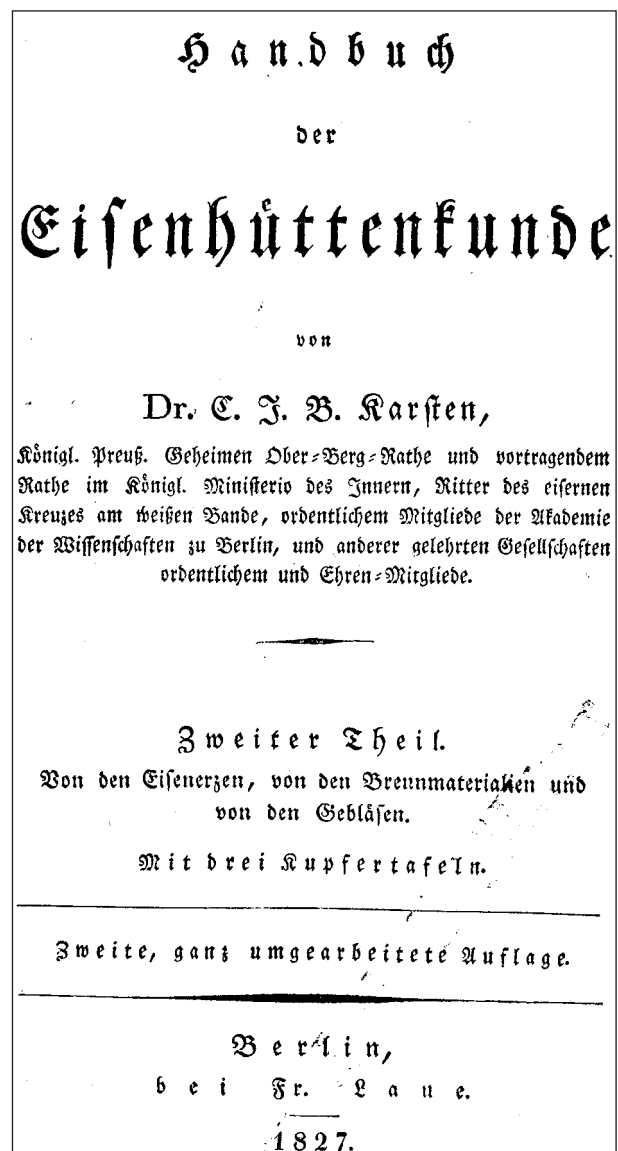 Handbuch
der
Eiſenhüttenkunde
von
Dr. C. J. B. Karſten,
Königl. Preuß. Geheimen Ober-Berg-Rathe und vortragendem
Rathe im Königl. Miniſterio des Innern, Ritter des eiſernen
Kreuzes am weißen Bande, ordentlichem Mitgliede der Akademie
der Wiſſenſchaften zu Berlin, und anderer gelehrten Geſellſchaften
ordentlichem und Ehren-Mitgliede.
Zweiter Theil.
Von den Eiſenerzen, von den Brennmaterialien und
von den Gebläſen.
Mit drei Kupfertafeln.
Zweite, ganz umgearbeitete Auflage.
Berlin,
bei Fr. Laue.
1827.